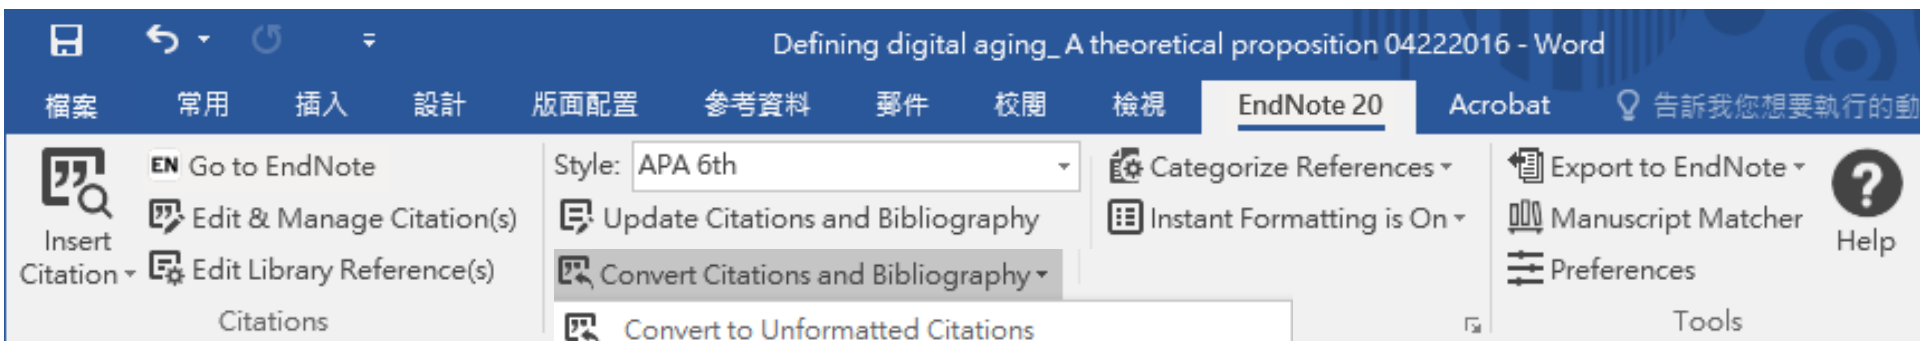 Defining digital aging_ A theoretical proposition 04222016 - Word
檔案 常用 插入 設計 版面配置 參考資料 郵件 校閱 檢視 EndNote 20 Acrobat 告訴我您想要執行的動
Insert Citation
EN Go to EndNote
Edit & Manage Citation(s)
Edit Library Reference(s)
Citations
Style: APA 6th
Update Citations and Bibliography
Convert Citations and Bibliography
Convert to Unformatted Citations
Categorize References
Instant Formatting is On
Export to EndNote
Manuscript Matcher
Preferences
Tools
Help